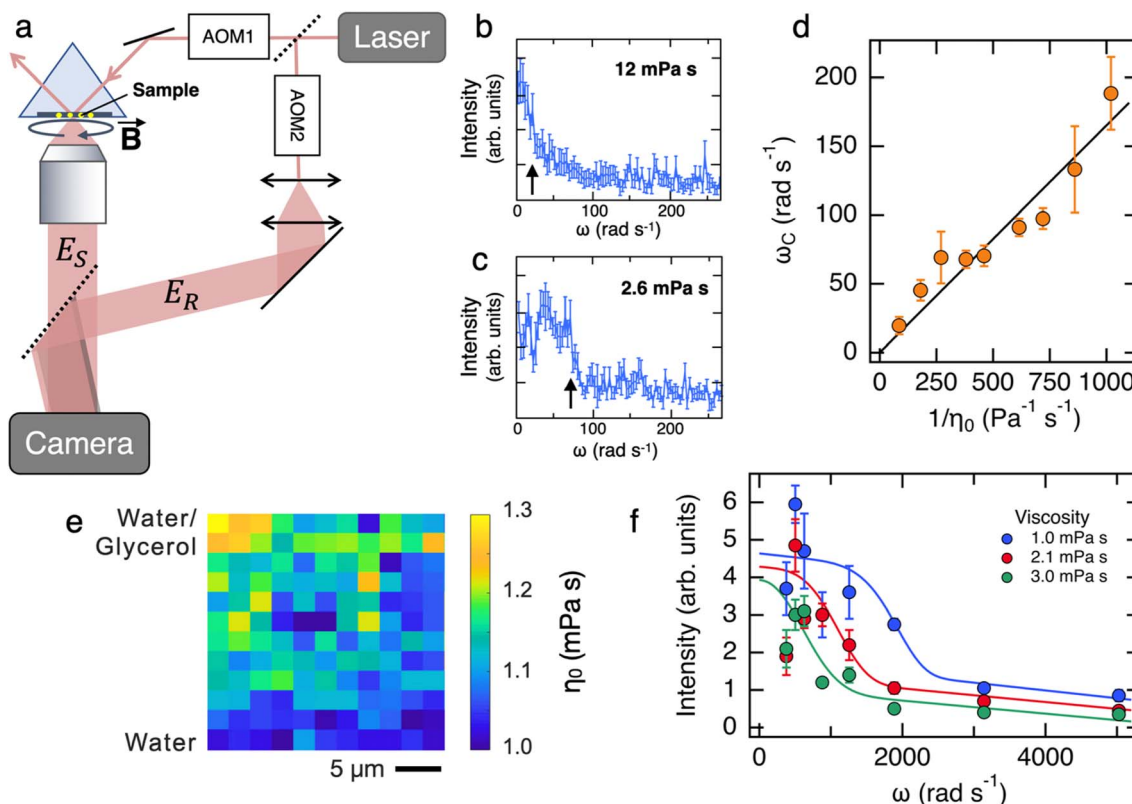 a
AOM1
Laser
AOM2
Sample
B
E_S
E_R
Camera
b
12 mPa s
Intensity
(arb. units)
0 100 200
ω (rad s⁻¹)
c
2.6 mPa s
Intensity
(arb. units)
0 100 200
ω (rad s⁻¹)
d
200
150
100
50
0
ω_C (rad s⁻¹)
0 250 500 750 1000
1/η₀ (Pa⁻¹ s⁻¹)
e
Water/
Glycerol
Water
5 µm
1.3
1.2
1.1
1.0
η₀ (mPa s)
f
6
5
4
3
2
1
0
Intensity (arb. units)
Viscosity
1.0 mPa s
2.1 mPa s
3.0 mPa s
0 2000 4000
ω (rad s⁻¹)